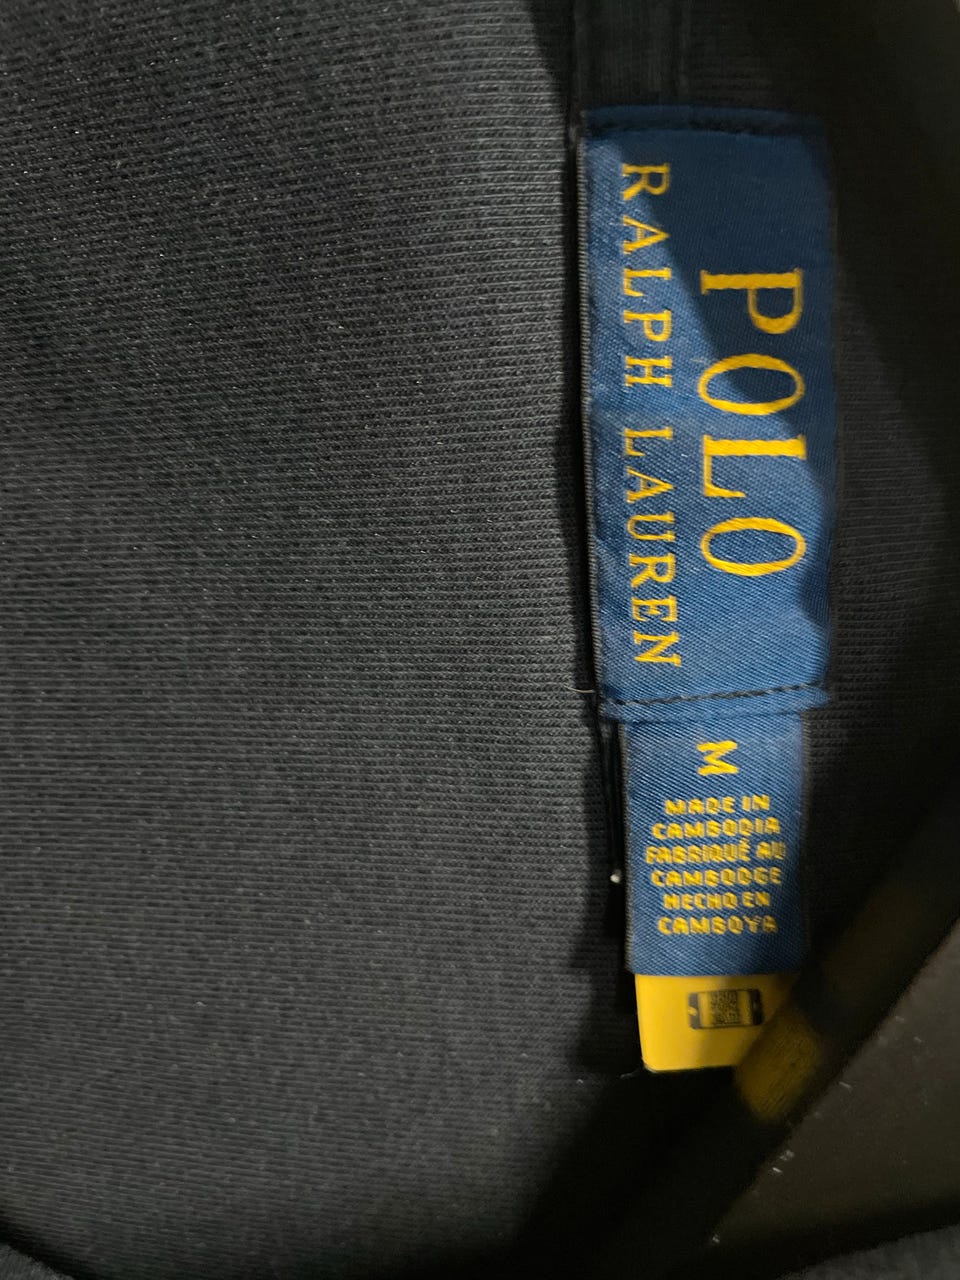 POLO
RALPH LAUREN
M
MADE IN
CAMBODIA
FABRIQUÉ AU
CAMBODGE
HECHO EN
CAMBOYA